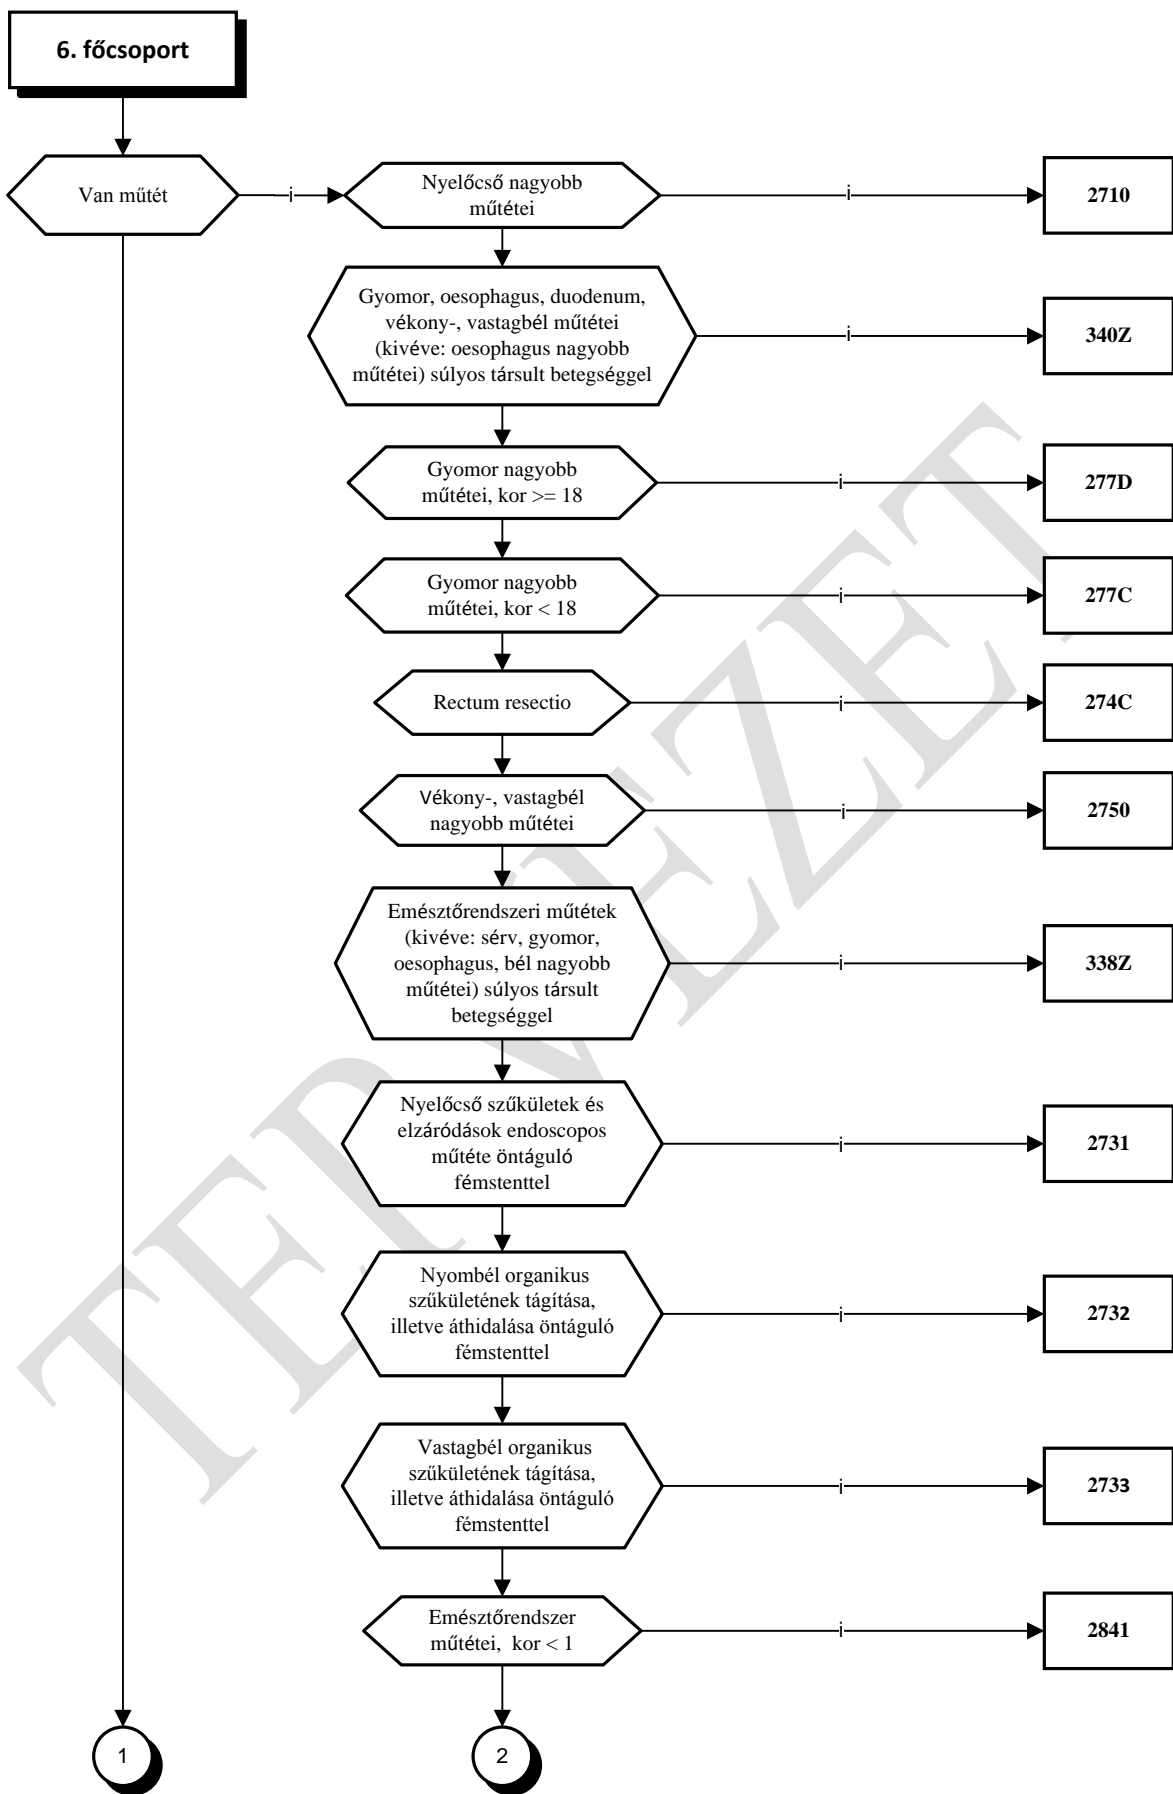 6. főcsoport
Van műtét
i
Nyelőcső nagyobb
műtétei
i
2710
Gyomor, oesophagus, duodenum,
vékony-, vastagbél műtétei
(kivéve: oesophagus nagyobb
műtétei) súlyos társult betegséggel
i
340Z
Gyomor nagyobb
műtétei, kor >= 18
i
277D
Gyomor nagyobb
műtétei, kor < 18
i
277C
Rectum resectio
i
274C
Vékony-, vastagbél
nagyobb műtétei
i
2750
Emésztőrendszeri műtétek
(kivéve: sérv, gyomor,
oesophagus, bél nagyobb
műtétei) súlyos társult
betegséggel
i
338Z
Nyelőcső szűkületek és
elzáródások endoscopos
műtéte öntáguló
fémstenttel
i
2731
Nyombél organikus
szűkületének tágítása,
illetve áthidalása öntáguló
fémstenttel
i
2732
Vastagbél organikus
szűkületének tágítása,
illetve áthidalása öntáguló
fémstenttel
i
2733
Emésztőrendszer
műtétei, kor < 1
i
2841
1
2
TERVEZET